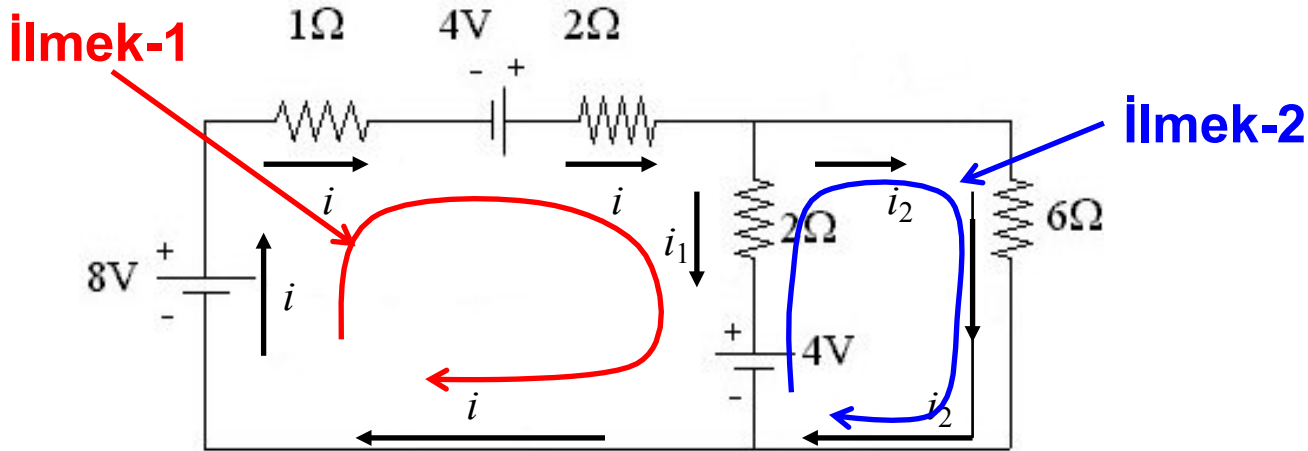 1Ω 4V 2Ω
İlmek-1
- +
İlmek-2
i i i₂
2Ω 6Ω
i₁
+
8V i
-
+
4V
-
i i₂